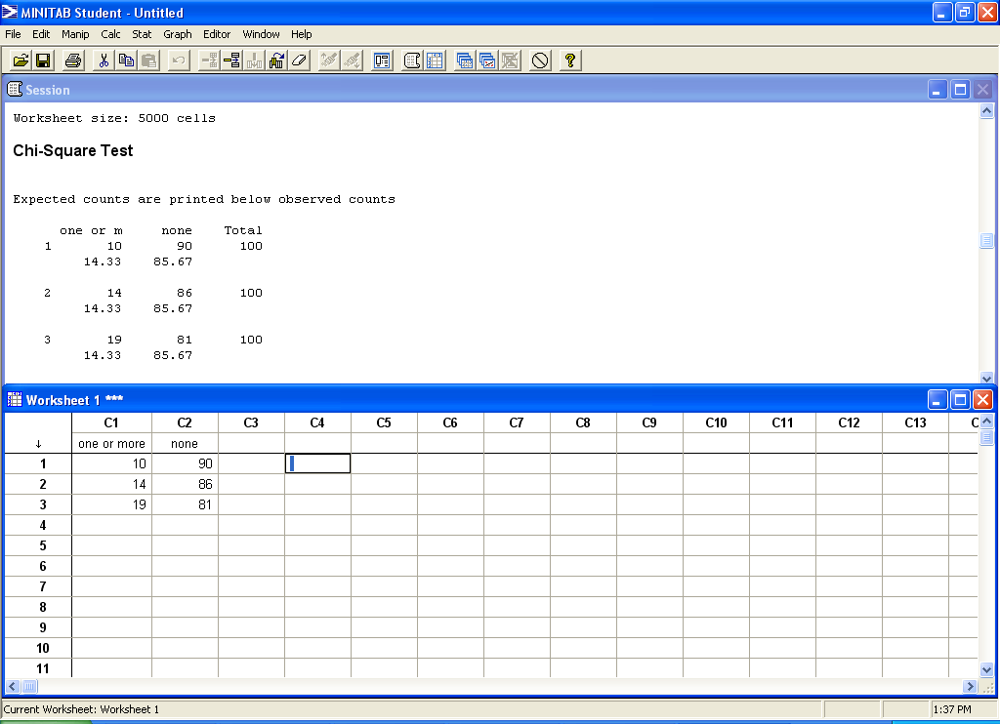 MINITAB Student - Untitled
File Edit Manip Calc Stat Graph Editor Window Help
Session
Worksheet size: 5000 cells
Chi-Square Test
Expected counts are printed below observed counts
one or m none Total
1 10 90 100
14.33 85.67
2 14 86 100
14.33 85.67
3 19 81 100
14.33 85.67
Worksheet 1 ***
C1 C2 C3 C4 C5 C6 C7 C8 C9 C10 C11 C12 C13 C
↓ one or more none
1 10 90
2 14 86
3 19 81
4
5
6
7
8
9
10
11
Current Worksheet: Worksheet 1 1:37 PM